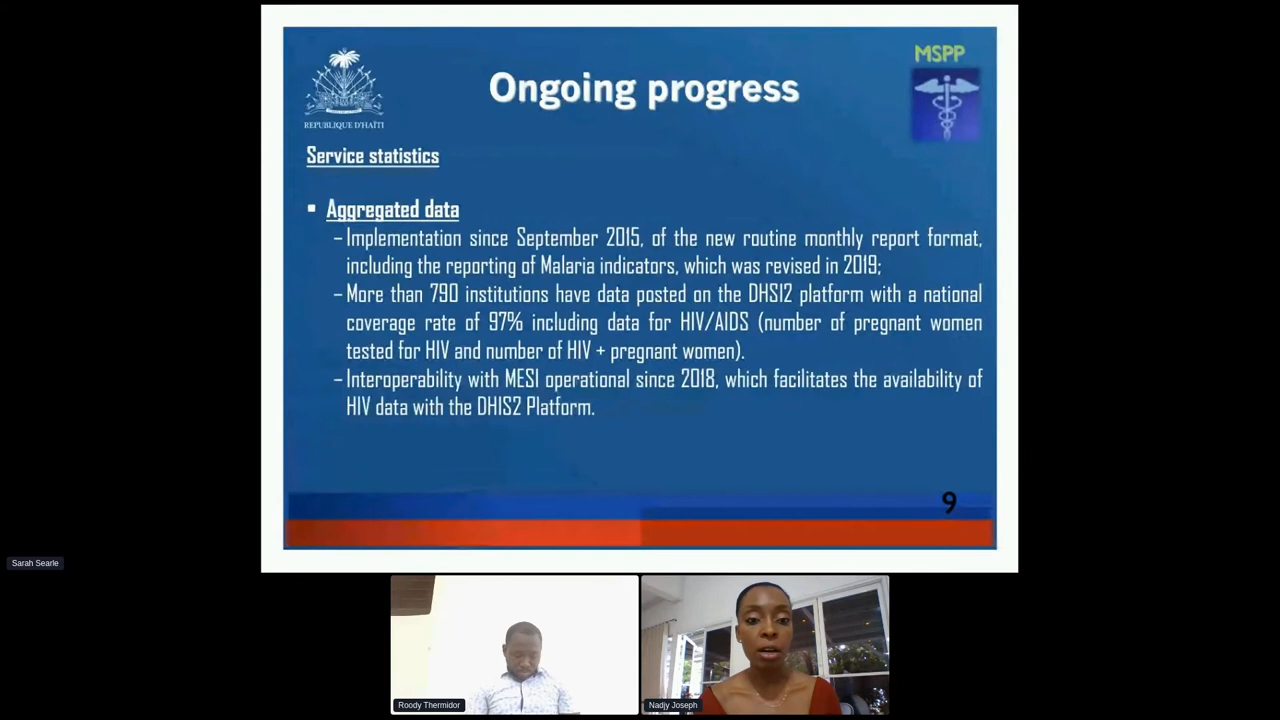 MSPP
Ongoing progress
REPUBLIQUE D'HAÏTI
Service statistics
▪ Aggregated data
– Implementation since September 2015, of the new routine monthly report format,
including the reporting of Malaria indicators, which was revised in 2019;
– More than 790 institutions have data posted on the DHSI2 platform with a national
coverage rate of 97% including data for HIV/AIDS (number of pregnant women
tested for HIV and number of HIV + pregnant women).
– Interoperability with MESI operational since 2018, which facilitates the availability of
HIV data with the DHIS2 Platform.
9
Sarah Searle
Roody Thermidor
Nadjy Joseph